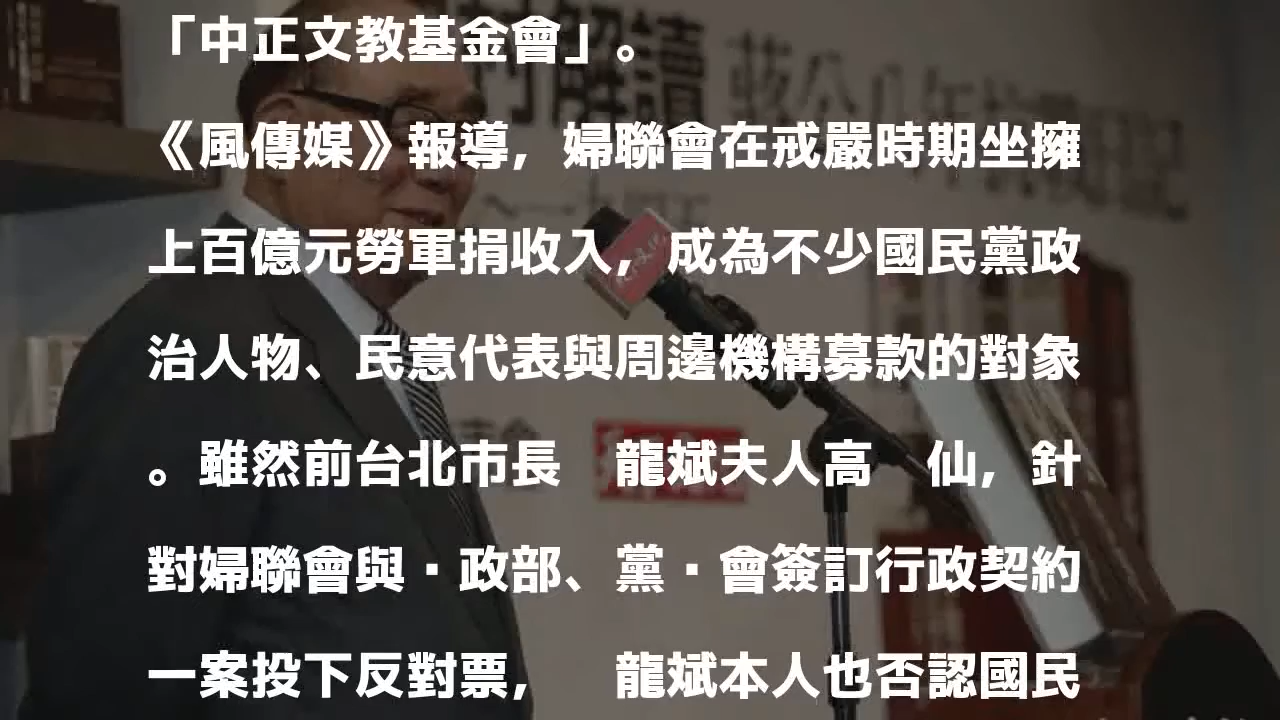 「中正文教基金會」。
《風傳媒》報導，婦聯會在戒嚴時期坐擁
上百億元勞軍捐收入，成為不少國民黨政
治人物、民意代表與周邊機構募款的對象
。雖然前台北市長　龍斌夫人高　仙，針
對婦聯會與·政部、黨·會簽訂行政契約
一案投下反對票，　龍斌本人也否認國民